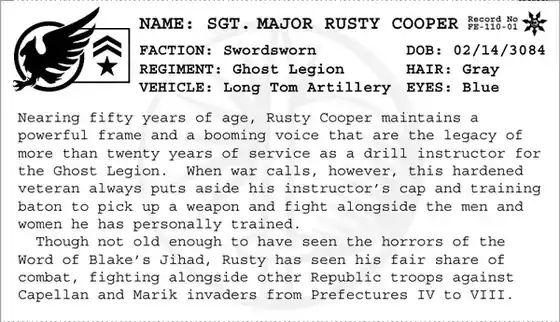 NAME: SGT. MAJOR RUSTY COOPER Record No
FE-110-01
FACTION: Swordsworn DOB: 02/14/3084
REGIMENT: Ghost Legion HAIR: Gray
VEHICLE: Long Tom Artillery EYES: Blue
Nearing fifty years of age, Rusty Cooper maintains a
powerful frame and a booming voice that are the legacy of
more than twenty years of service as a drill instructor for
the Ghost Legion. When war calls, however, this hardened
veteran always puts aside his instructor's cap and training
baton to pick up a weapon and fight alongside the men and
women he has personally trained.
Though not old enough to have seen the horrors of the
Word of Blake's Jihad, Rusty has seen his fair share of
combat, fighting alongside other Republic troops against
Capellan and Marik invaders from Prefectures IV to VIII.